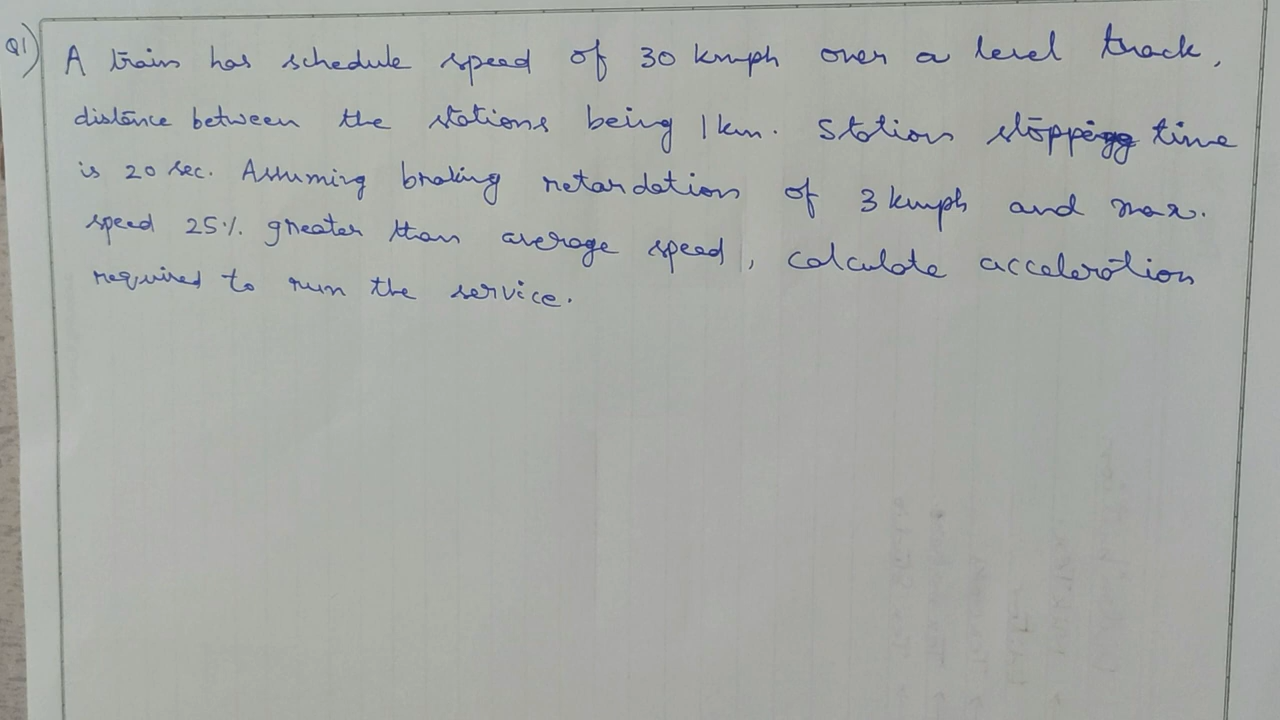 Q1) A train has schedule speed of 30 kmph over a level track,
distance between the stations being 1 km. Station stopping time
is 20 sec. Assuming braking retardation of 3 kmph and max.
speed 25% greater than average speed, calculate acceleration
required to run the service.